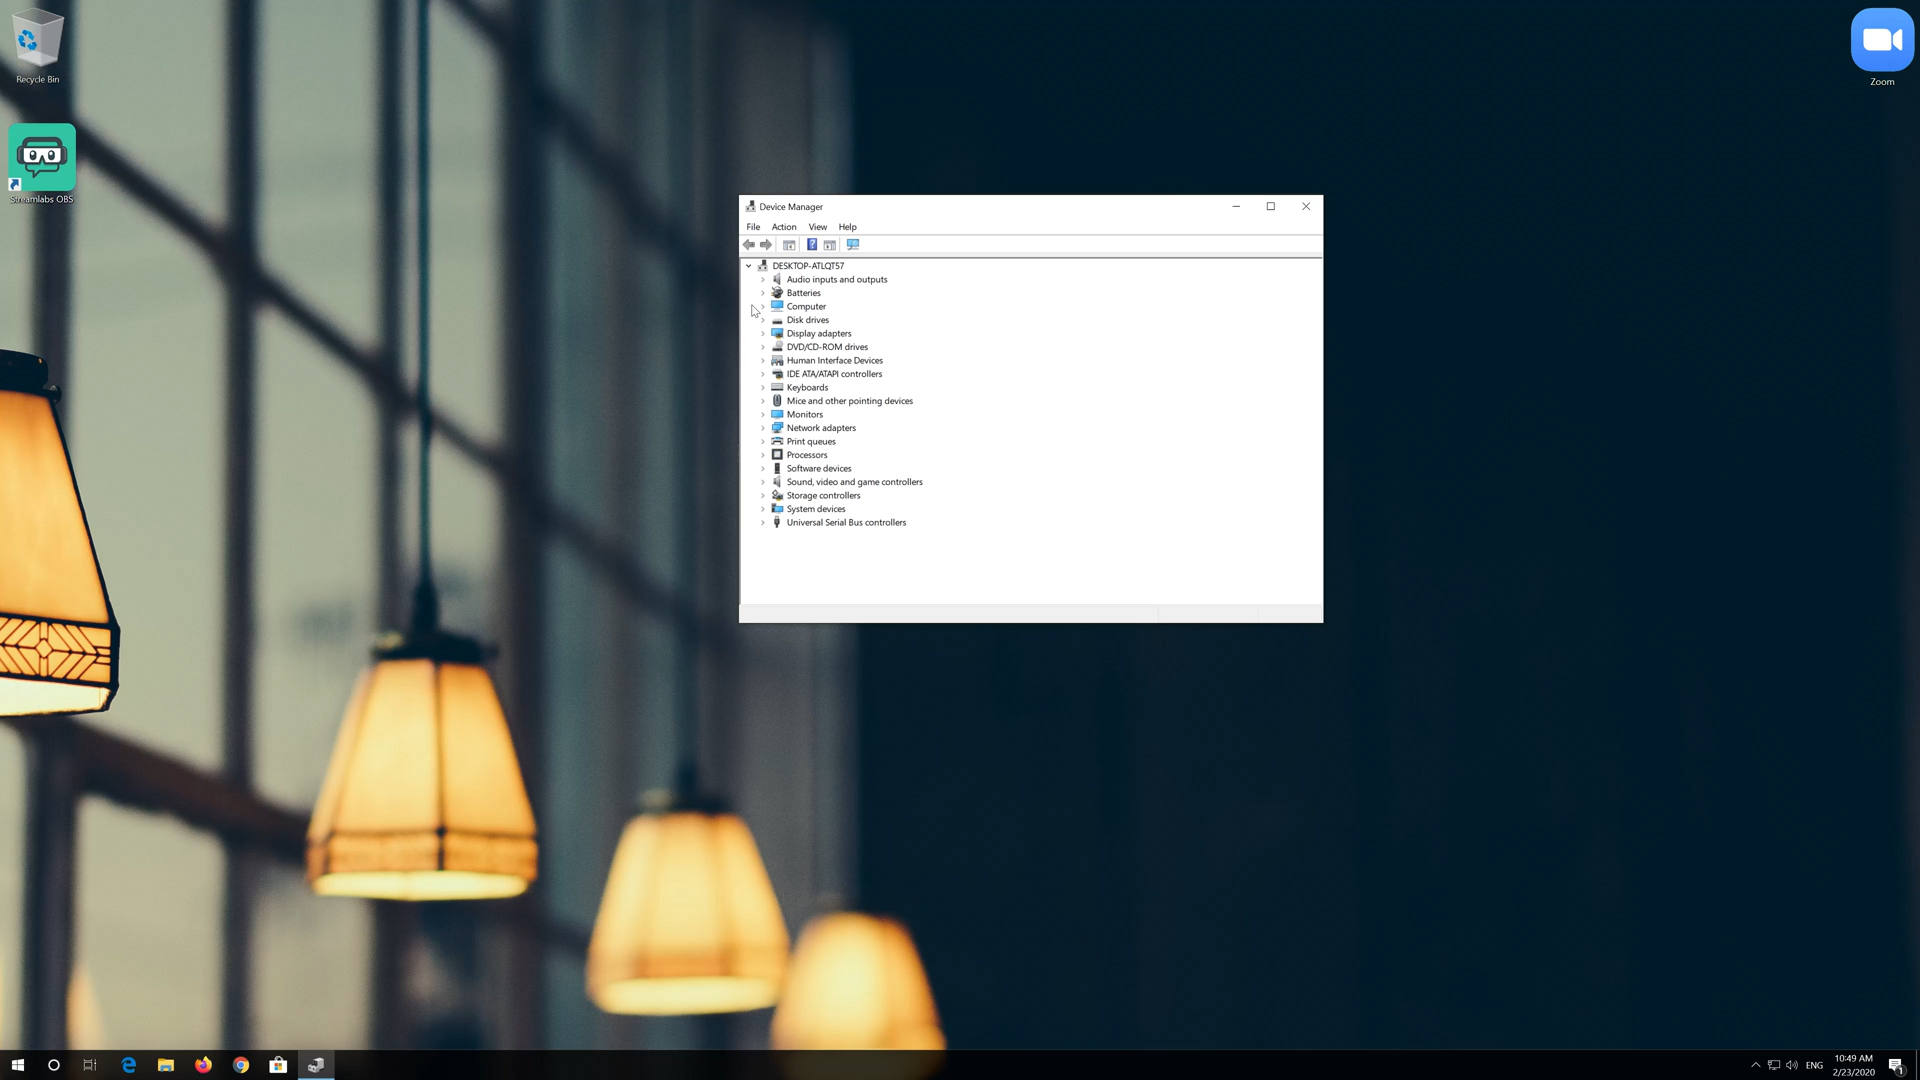 Recycle Bin
Streamlabs OBS
Zoom
Device Manager
File Action View Help
DESKTOP-ATLQT57
Audio inputs and outputs
Batteries
Computer
Disk drives
Display adapters
DVD/CD-ROM drives
Human Interface Devices
IDE ATA/ATAPI controllers
Keyboards
Mice and other pointing devices
Monitors
Network adapters
Print queues
Processors
Software devices
Sound, video and game controllers
Storage controllers
System devices
Universal Serial Bus controllers
ENG
10:49 AM
2/23/2020
1